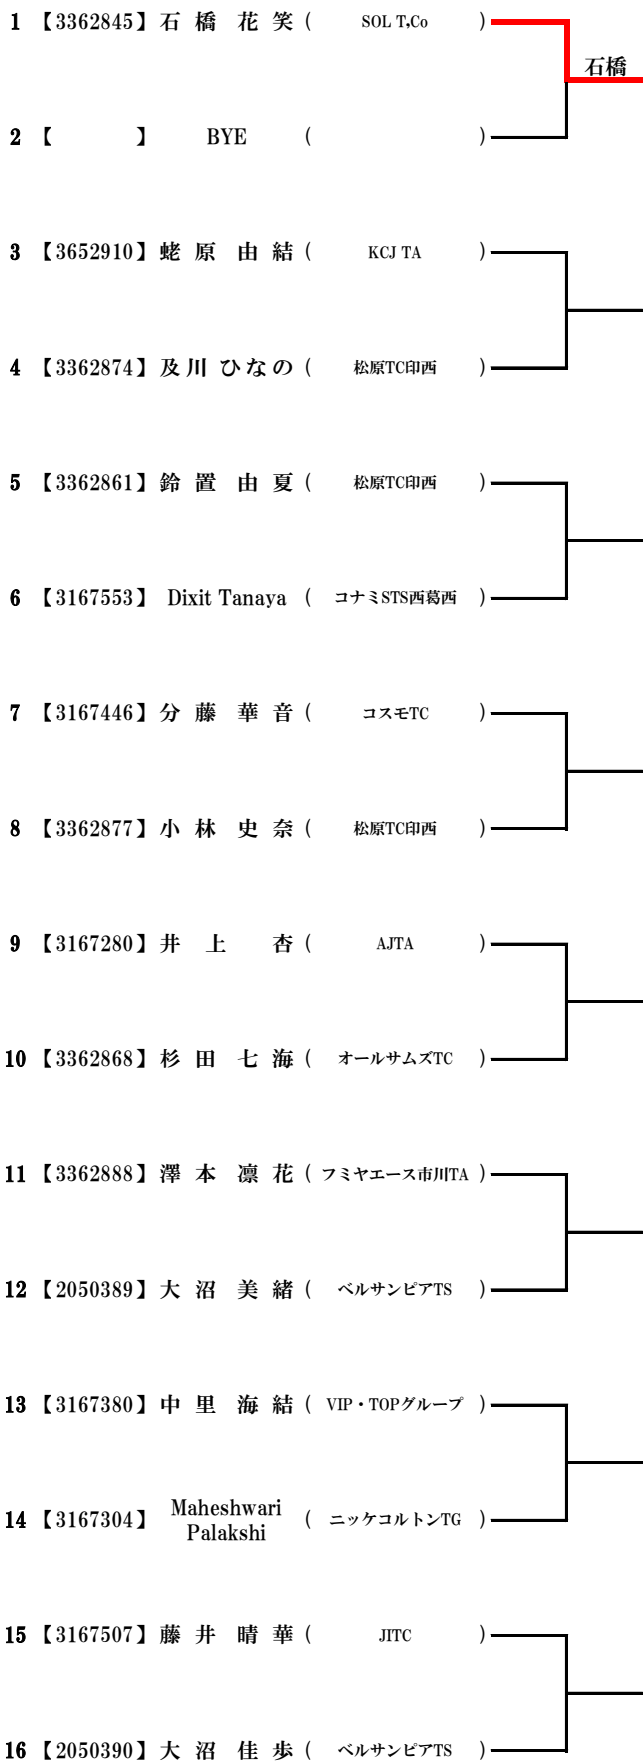 1 【3362845】 石橋 花笑 ( SOL T,Co )
石橋
2 【 】 BYE ( )
3 【3652910】 蛯原 由結 ( KCJ TA )
4 【3362874】 及川 ひなの ( 松原TC印西 )
5 【3362861】 鈴置 由夏 ( 松原TC印西 )
6 【3167553】 Dixit Tanaya ( コナミSTS西葛西 )
7 【3167446】 分藤 華音 ( コスモTC )
8 【3362877】 小林 史奈 ( 松原TC印西 )
9 【3167280】 井上 杏 ( AJTA )
10 【3362868】 杉田 七海 ( オールサムズTC )
11 【3362888】 澤本 凛花 ( フミヤエース市川TA )
12 【2050389】 大沼 美緒 ( ベルサンピアTS )
13 【3167380】 中里 海結 ( VIP・TOPグループ )
14 【3167304】 Maheshwari
Palakshi ( ニッケコルトンTG )
15 【3167507】 藤井 晴華 ( JITC )
16 【2050390】 大沼 佳歩 ( ベルサンピアTS )